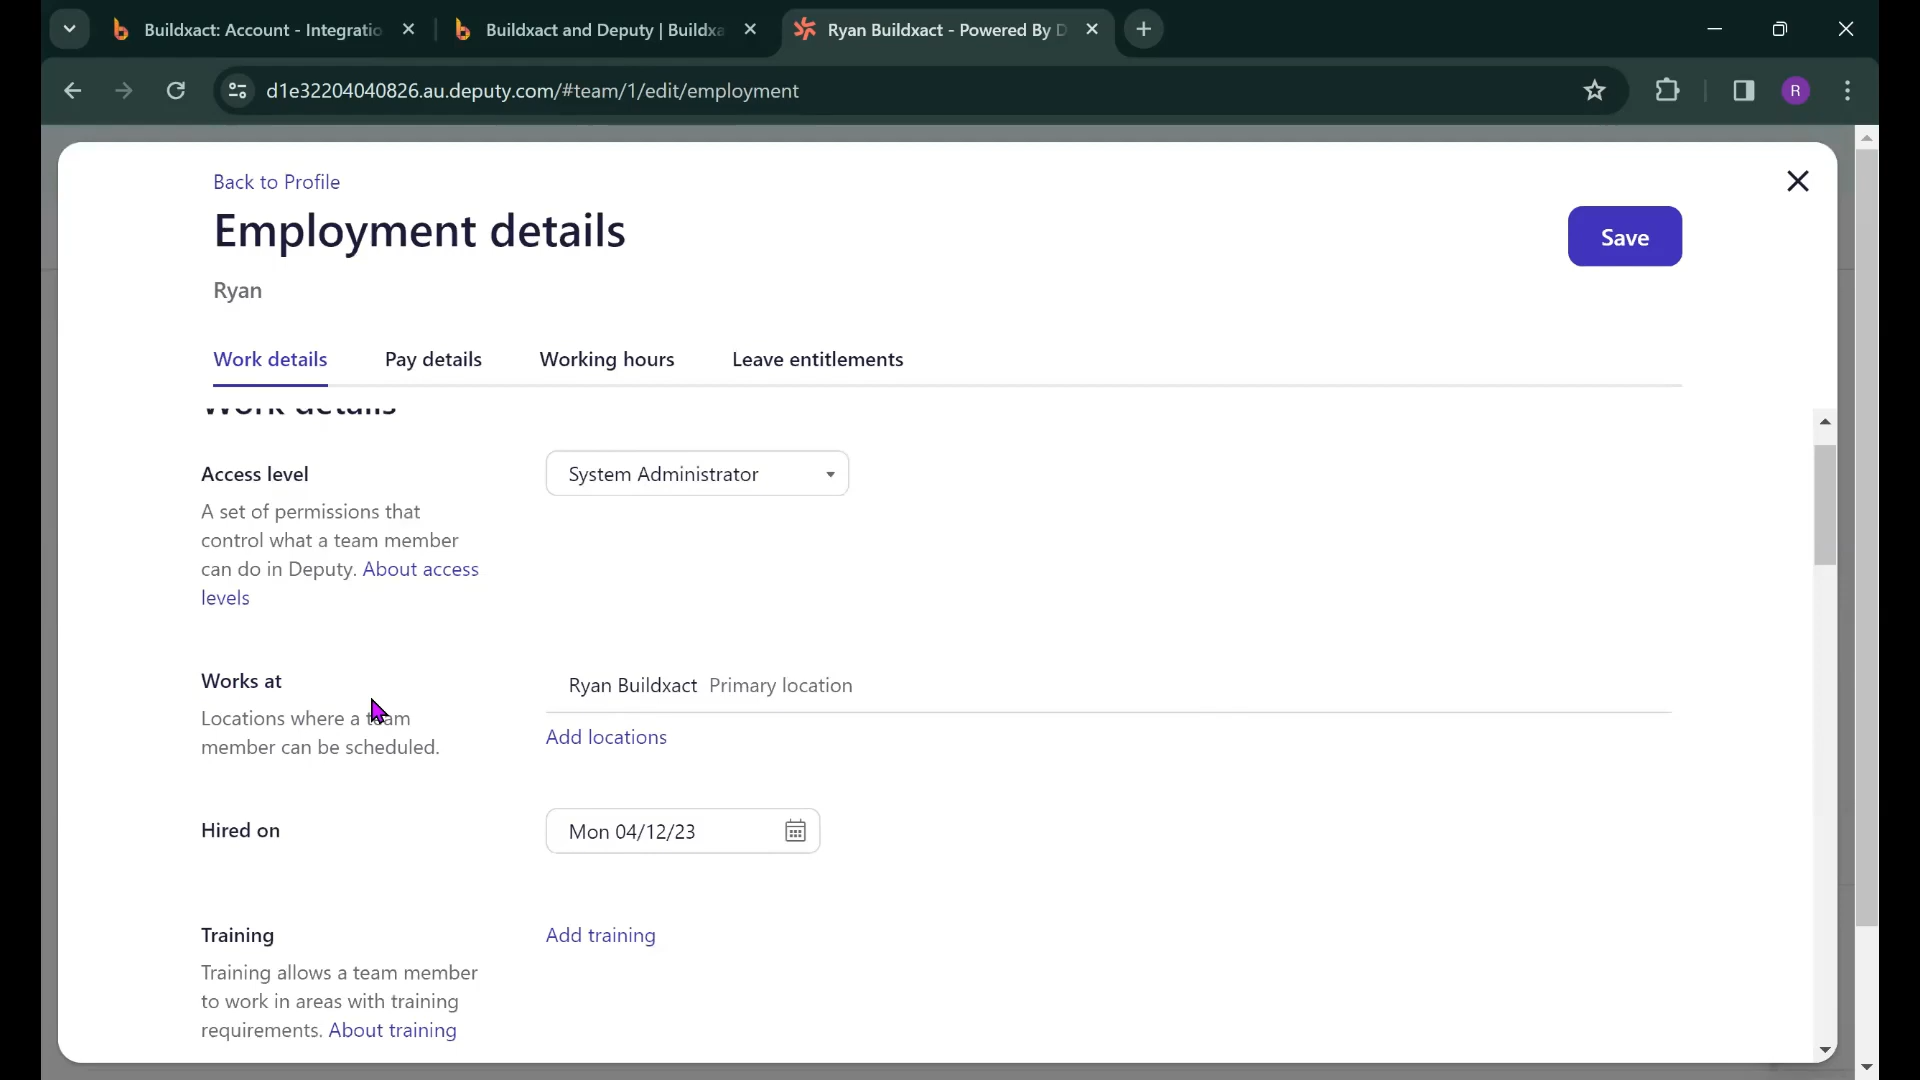 Buildxact: Account - Integratio
Buildxact and Deputy | Buildxa
Ryan Buildxact - Powered By D
d1e32204040826.au.deputy.com/#team/1/edit/employment
R
Back to Profile
Employment details
Save
Ryan
Work details
Pay details
Working hours
Leave entitlements
Work details
Access level
System Administrator
A set of permissions that
control what a team member
can do in Deputy. About access
levels
Works at
Ryan Buildxact Primary location
Locations where a team
member can be scheduled.
Add locations
Hired on
Mon 04/12/23
Training
Add training
Training allows a team member
to work in areas with training
requirements. About training